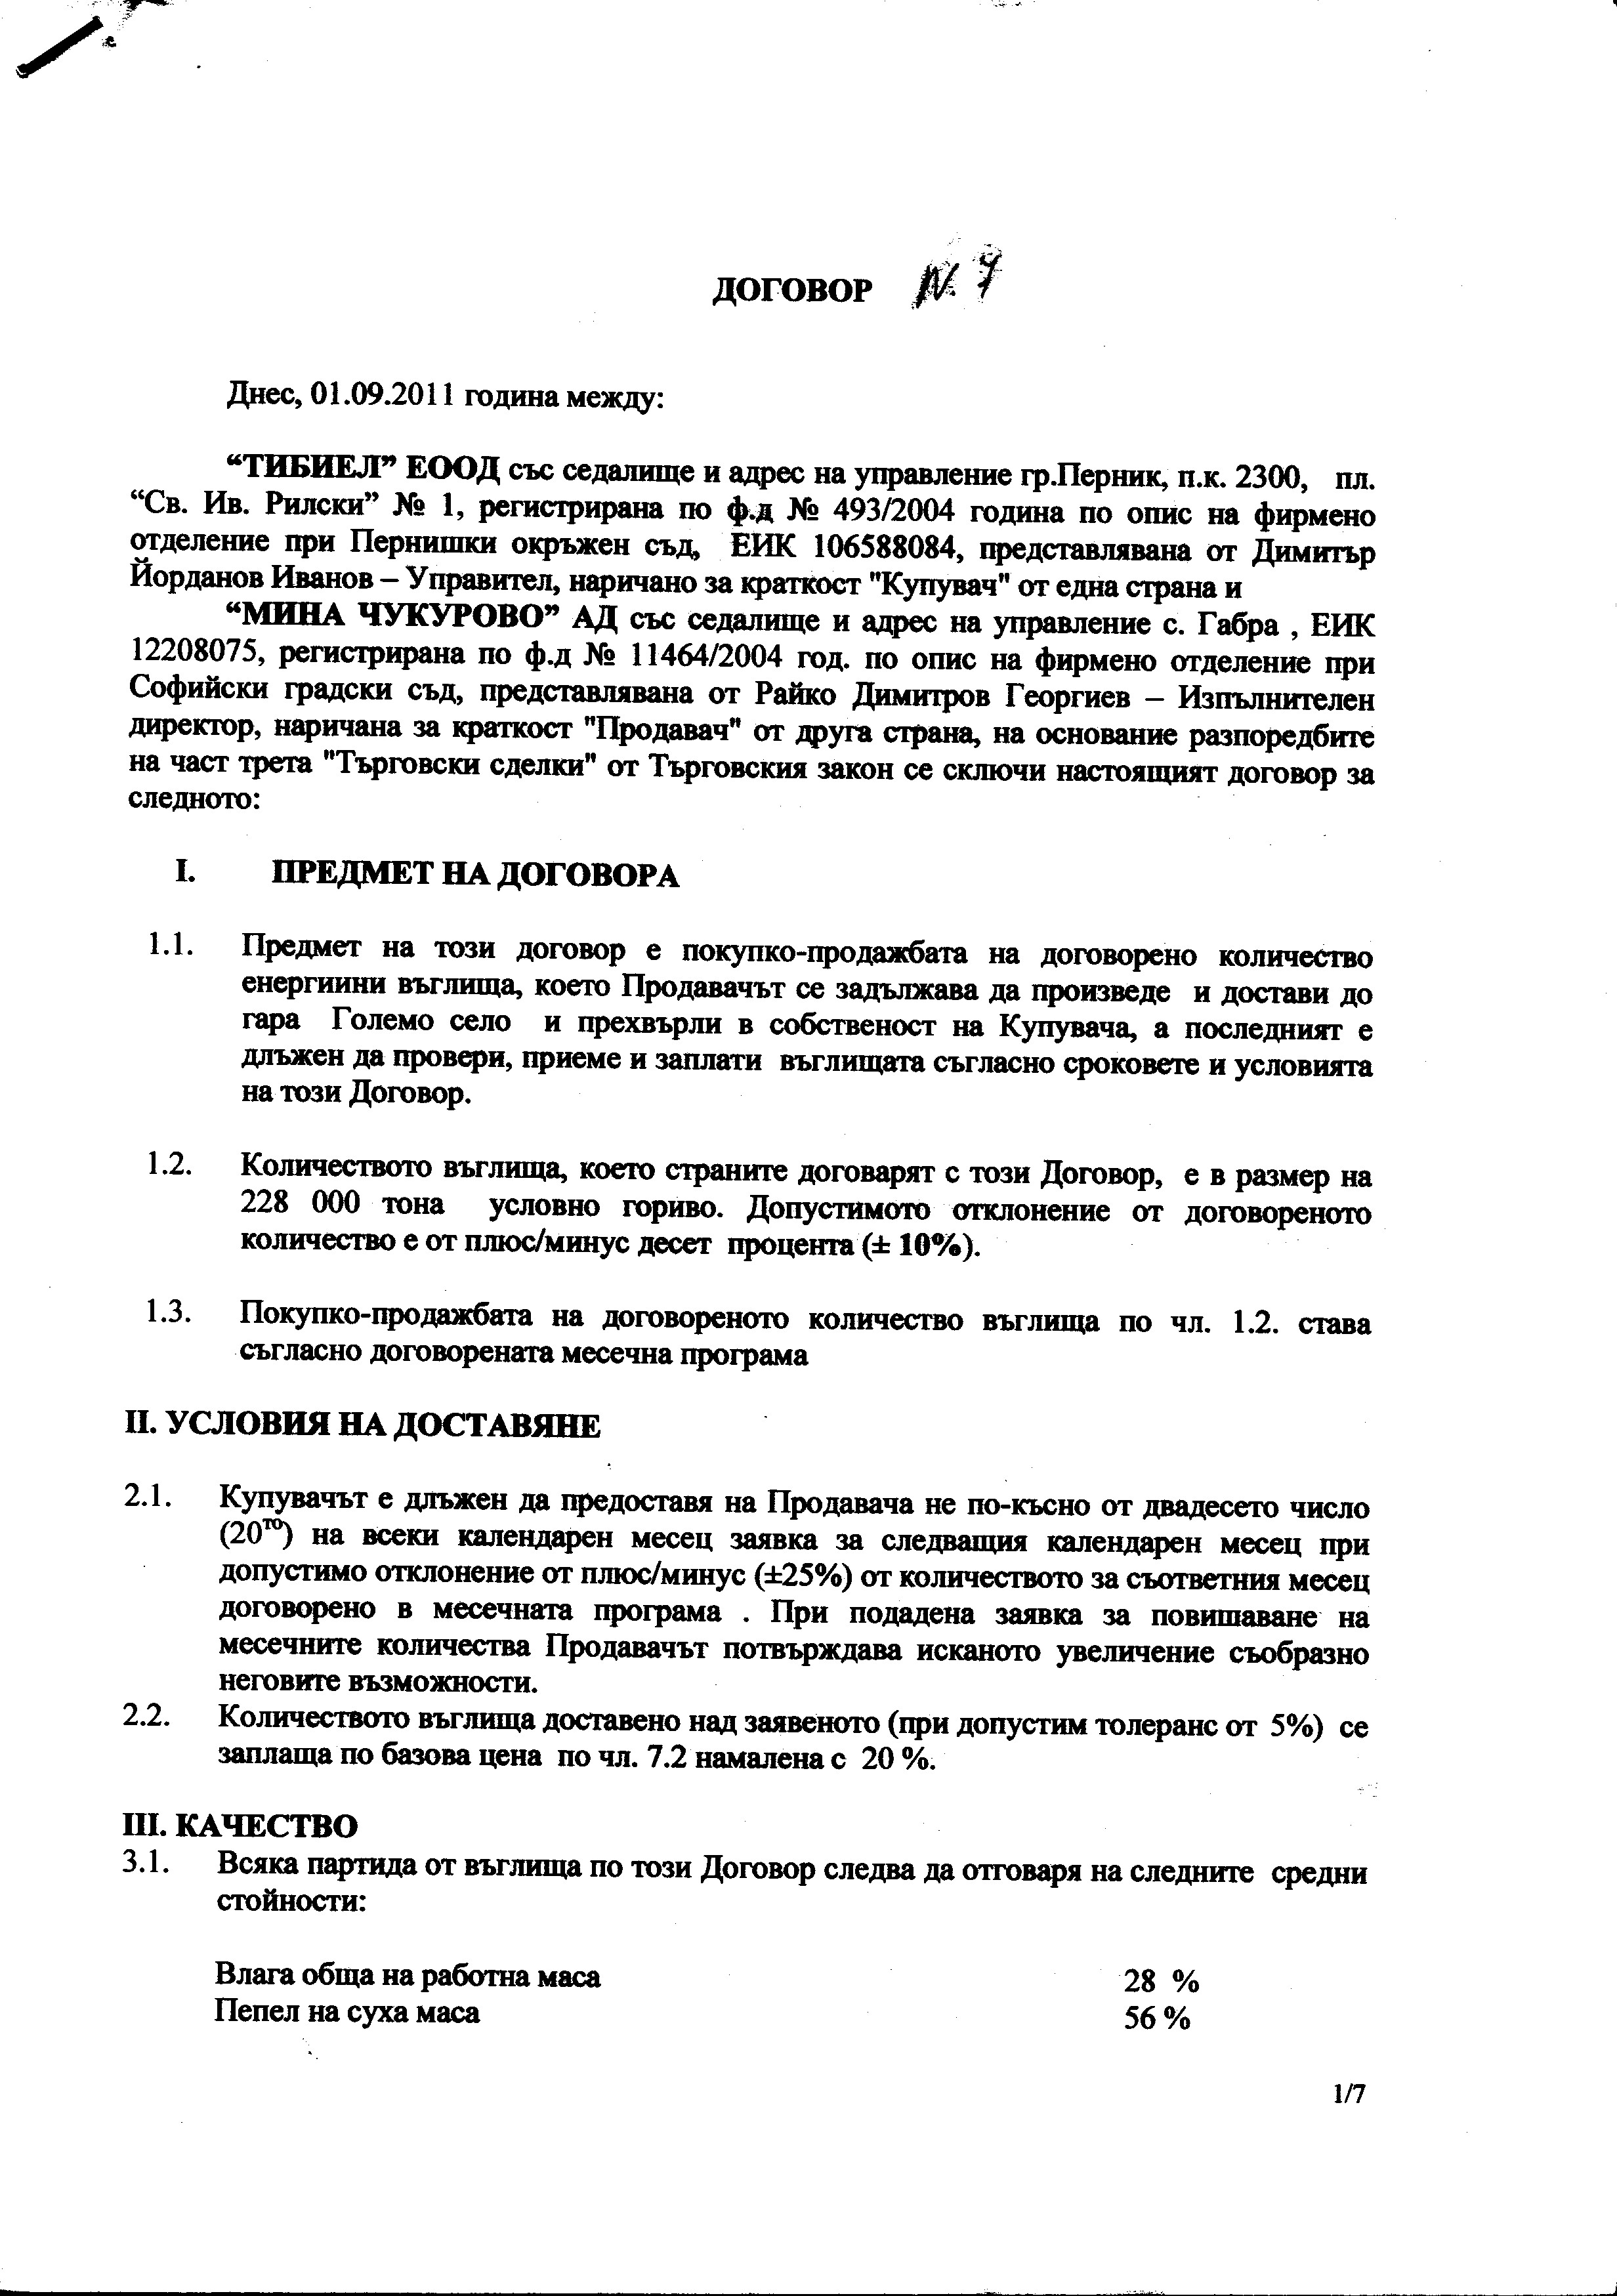 ДОГОВОР N. 7
Днес, 01.09.2011 година между:
“ТИБИЕЛ” ЕООД със седалище и адрес на управление гр.Перник, п.к. 2300, пл.
“Св. Ив. Рилски” № 1, регистрирана по ф.д № 493/2004 година по опис на фирмено
отделение при Пернишки окръжен съд, ЕИК 106588084, представлявана от Димитър
Йорданов Иванов – Управител, наричано за краткост "Купувач" от една страна и
“МИНА ЧУКУРОВО” АД със седалище и адрес на управление с. Габра , ЕИК
12208075, регистрирана по ф.д № 11464/2004 год. по опис на фирмено отделение при
Софийски градски съд, представлявана от Райко Димитров Георгиев – Изпълнителен
директор, наричана за краткост "Продавач" от друга страна, на основание разпоредбите
на част трета "Търговски сделки" от Търговския закон се сключи настоящият договор за
следното:
I. ПРЕДМЕТ НА ДОГОВОРА
1.1. Предмет на този договор е покупко-продажбата на договорено количество
енергиини въглища, което Продавачът се задължава да произведе и достави до
гара Големо село и прехвърли в собственост на Купувача, а последният е
длъжен да провери, приеме и заплати въглищата съгласно сроковете и условията
на този Договор.
1.2. Количеството въглища, което страните договарят с този Договор, е в размер на
228 000 тона условно гориво. Допустимото отклонение от договореното
количество е от плюс/минус десет процента (± 10%).
1.3. Покупко-продажбата на договореното количество въглища по чл. 1.2. става
съгласно договорената месечна програма
II. УСЛОВИЯ НА ДОСТАВЯНЕ
2.1. Купувачът е длъжен да предоставя на Продавача не по-късно от двадесето число
(20то) на всеки календарен месец заявка за следващия календарен месец при
допустимо отклонение от плюс/минус (±25%) от количеството за съответния месец
договорено в месечната програма . При подадена заявка за повишаване на
месечните количества Продавачът потвърждава исканото увеличение съобразно
неговите възможности.
2.2. Количеството въглища доставено над заявеното (при допустим толеранс от 5%) се
заплаща по базова цена по чл. 7.2 намалена с 20 %.
III. КАЧЕСТВО
3.1. Всяка партида от въглища по този Договор следва да отговаря на следните средни
стойности:
Влага обща на работна маса 28 %
Пепел на суха маса 56 %
1/7